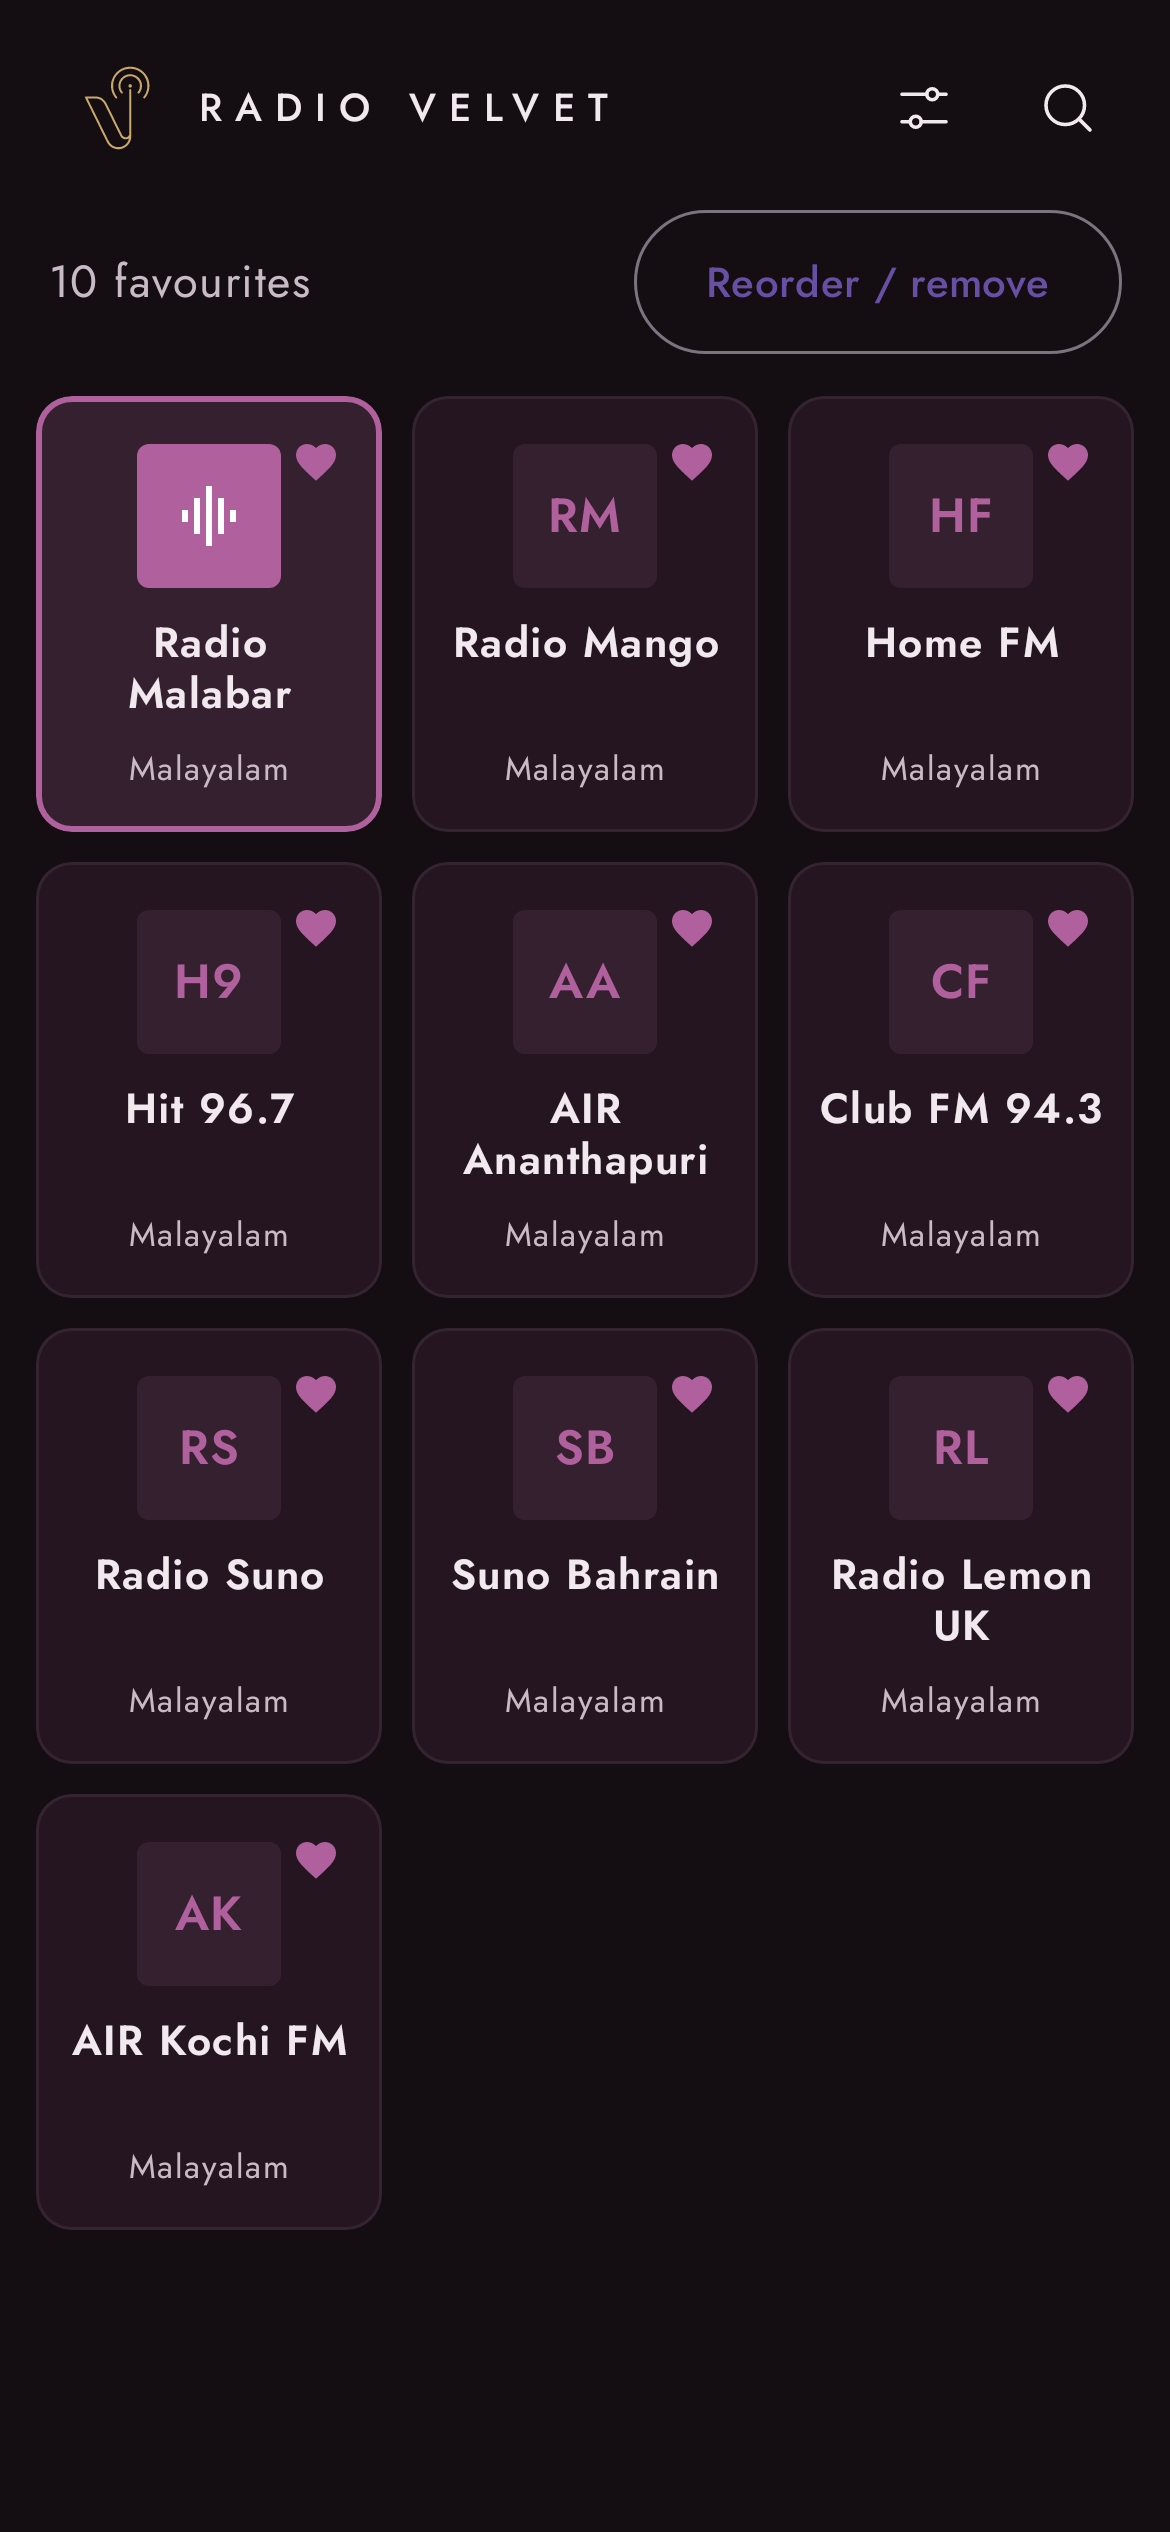 RADIO VELVET
10 favourites
Reorder / remove
RM
HF
Radio
Malabar
Radio Mango
Home FM
Malayalam
Malayalam
Malayalam
H9
AA
CF
Hit 96.7
AIR
Ananthapuri
Club FM 94.3
Malayalam
Malayalam
Malayalam
RS
SB
RL
Radio Suno
Suno Bahrain
Radio Lemon
UK
Malayalam
Malayalam
Malayalam
AK
AIR Kochi FM
Malayalam